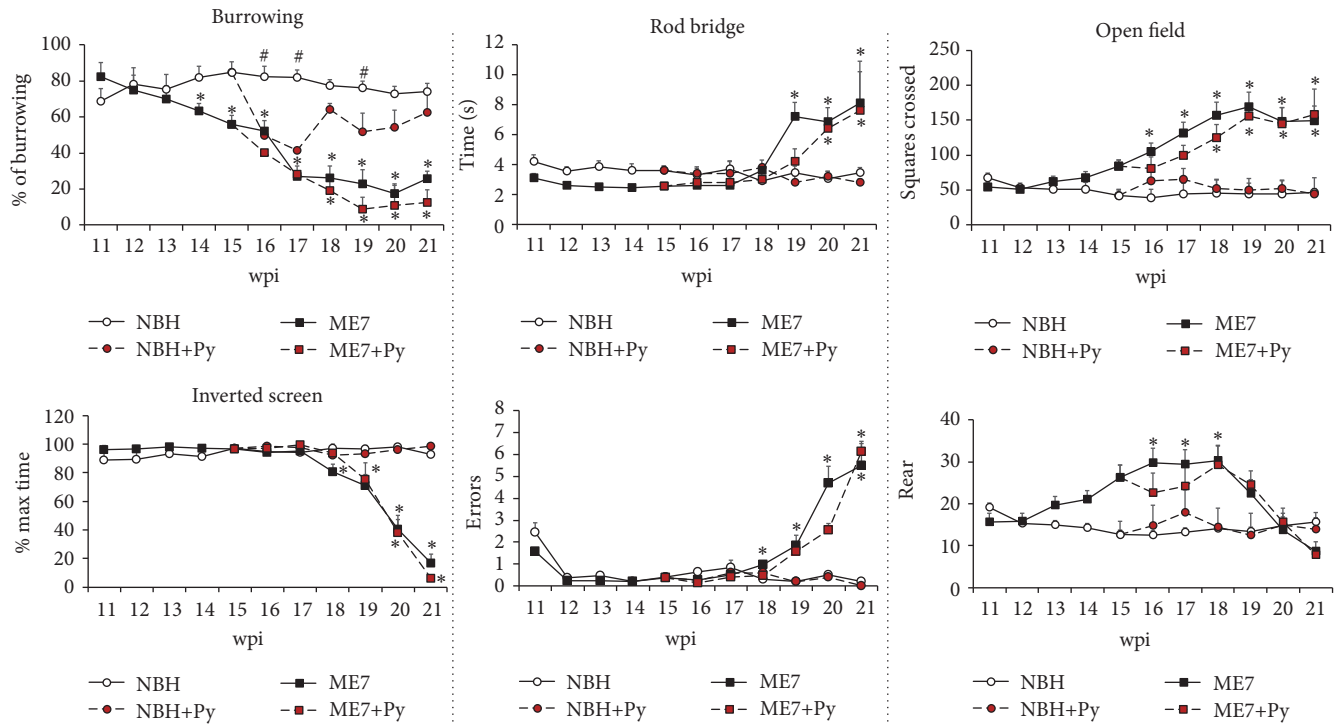 Burrowing
% of burrowing
100
80
60
40
20
0
# # #
* * * * * * * *
* * * *
11 12 13 14 15 16 17 18 19 20 21
wpi
NBH ME7
NBH+Py ME7+Py
Rod bridge
Time (s)
12
10
8
6
4
2
0
* * *
* *
11 12 13 14 15 16 17 18 19 20 21
wpi
NBH ME7
NBH+Py ME7+Py
Open field
Squares crossed
250
200
150
100
50
0
* * * * * *
* * * *
11 12 13 14 15 16 17 18 19 20 21
wpi
NBH ME7
NBH+Py ME7+Py
Inverted screen
% max time
120
100
80
60
40
20
0
* * * *
* *
11 12 13 14 15 16 17 18 19 20 21
wpi
NBH ME7
NBH+Py ME7+Py
Errors
8
7
6
5
4
3
2
1
0
* * * *
*
11 12 13 14 15 16 17 18 19 20 21
wpi
NBH ME7
NBH+Py ME7+Py
Rear
40
30
20
10
0
* * *
11 12 13 14 15 16 17 18 19 20 21
wpi
NBH ME7
NBH+Py ME7+Py